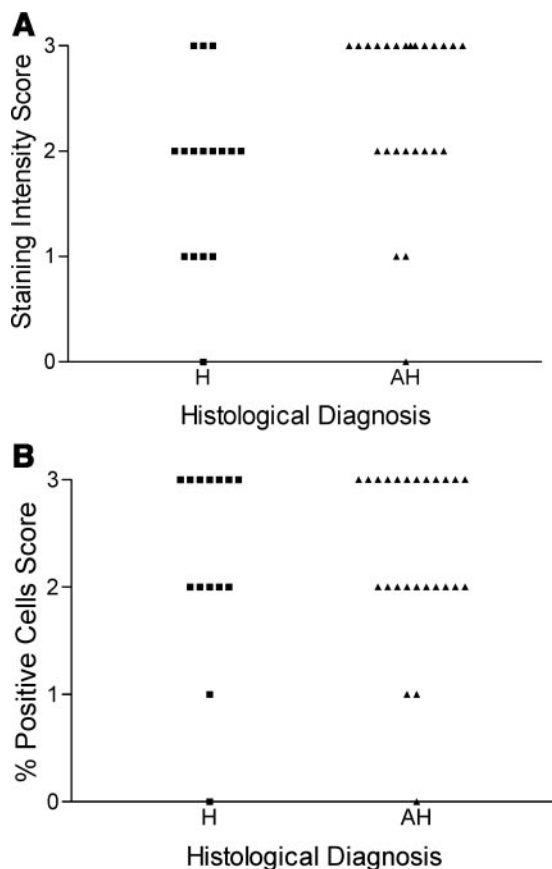 A
Staining Intensity Score
3
2
1
0
H AH
Histological Diagnosis
B
% Positive Cells Score
3
2
1
0
H AH
Histological Diagnosis